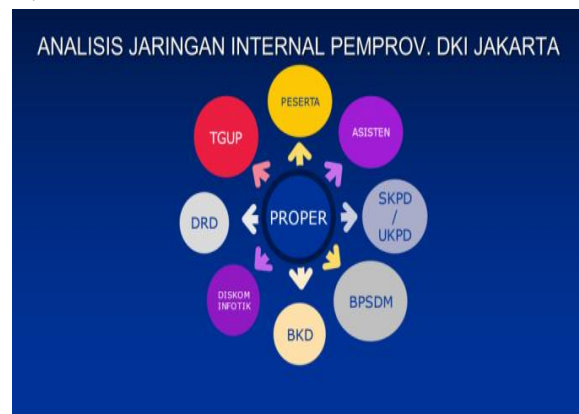 ANALISIS JARINGAN INTERNAL PEMPROV. DKI JAKARTA
PESERTA
TGUP
ASISTEN
DRD
PROPER
SKPD
/
UKPD
DISKOM
INFOTIK
BPSDM
BKD